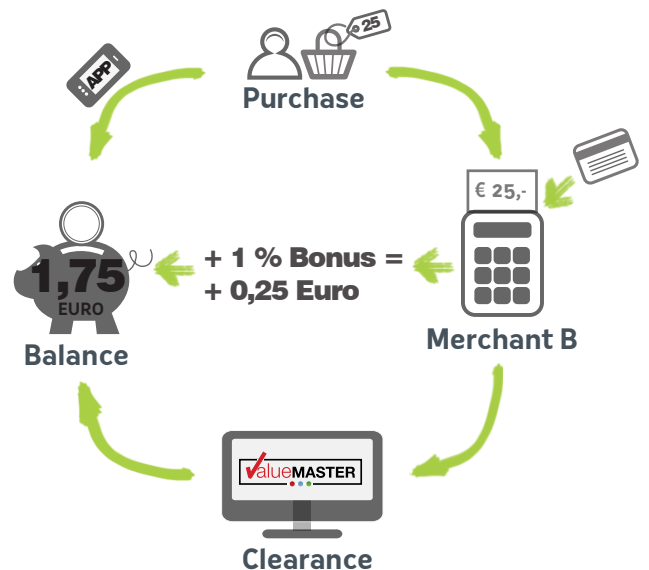 25
APP
Purchase
€ 25,-
+ 1 % Bonus =
+ 0,25 Euro
1,75
EURO
Balance
Merchant B
valueMASTER
Clearance